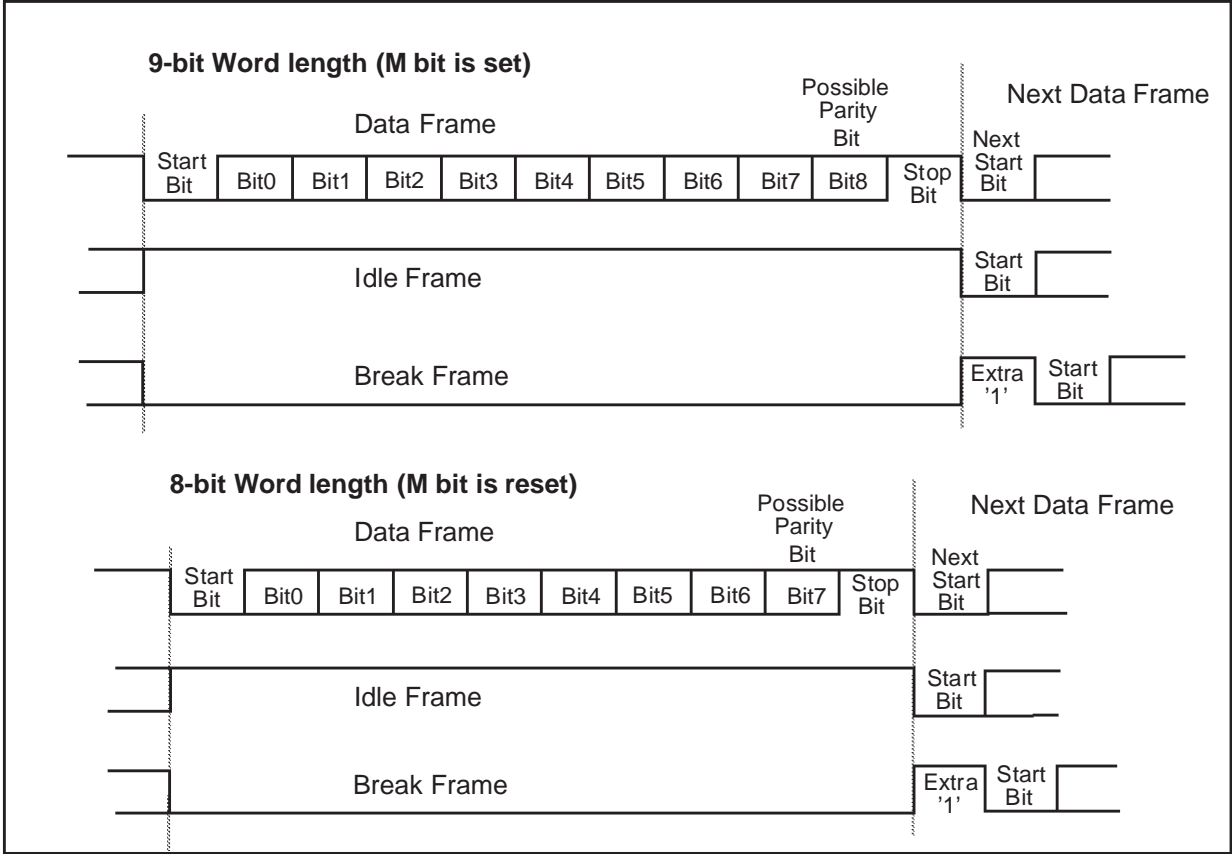 9-bit Word length (M bit is set)
Possible
Parity
Bit
Next Data Frame
Data Frame
Start
Bit
Bit0
Bit1
Bit2
Bit3
Bit4
Bit5
Bit6
Bit7
Bit8
Stop
Bit
Next
Start
Bit
Idle Frame
Start
Bit
Break Frame
Extra
'1'
Start
Bit
8-bit Word length (M bit is reset)
Possible
Parity
Bit
Next Data Frame
Data Frame
Start
Bit
Bit0
Bit1
Bit2
Bit3
Bit4
Bit5
Bit6
Bit7
Stop
Bit
Next
Start
Bit
Idle Frame
Start
Bit
Break Frame
Extra
'1'
Start
Bit